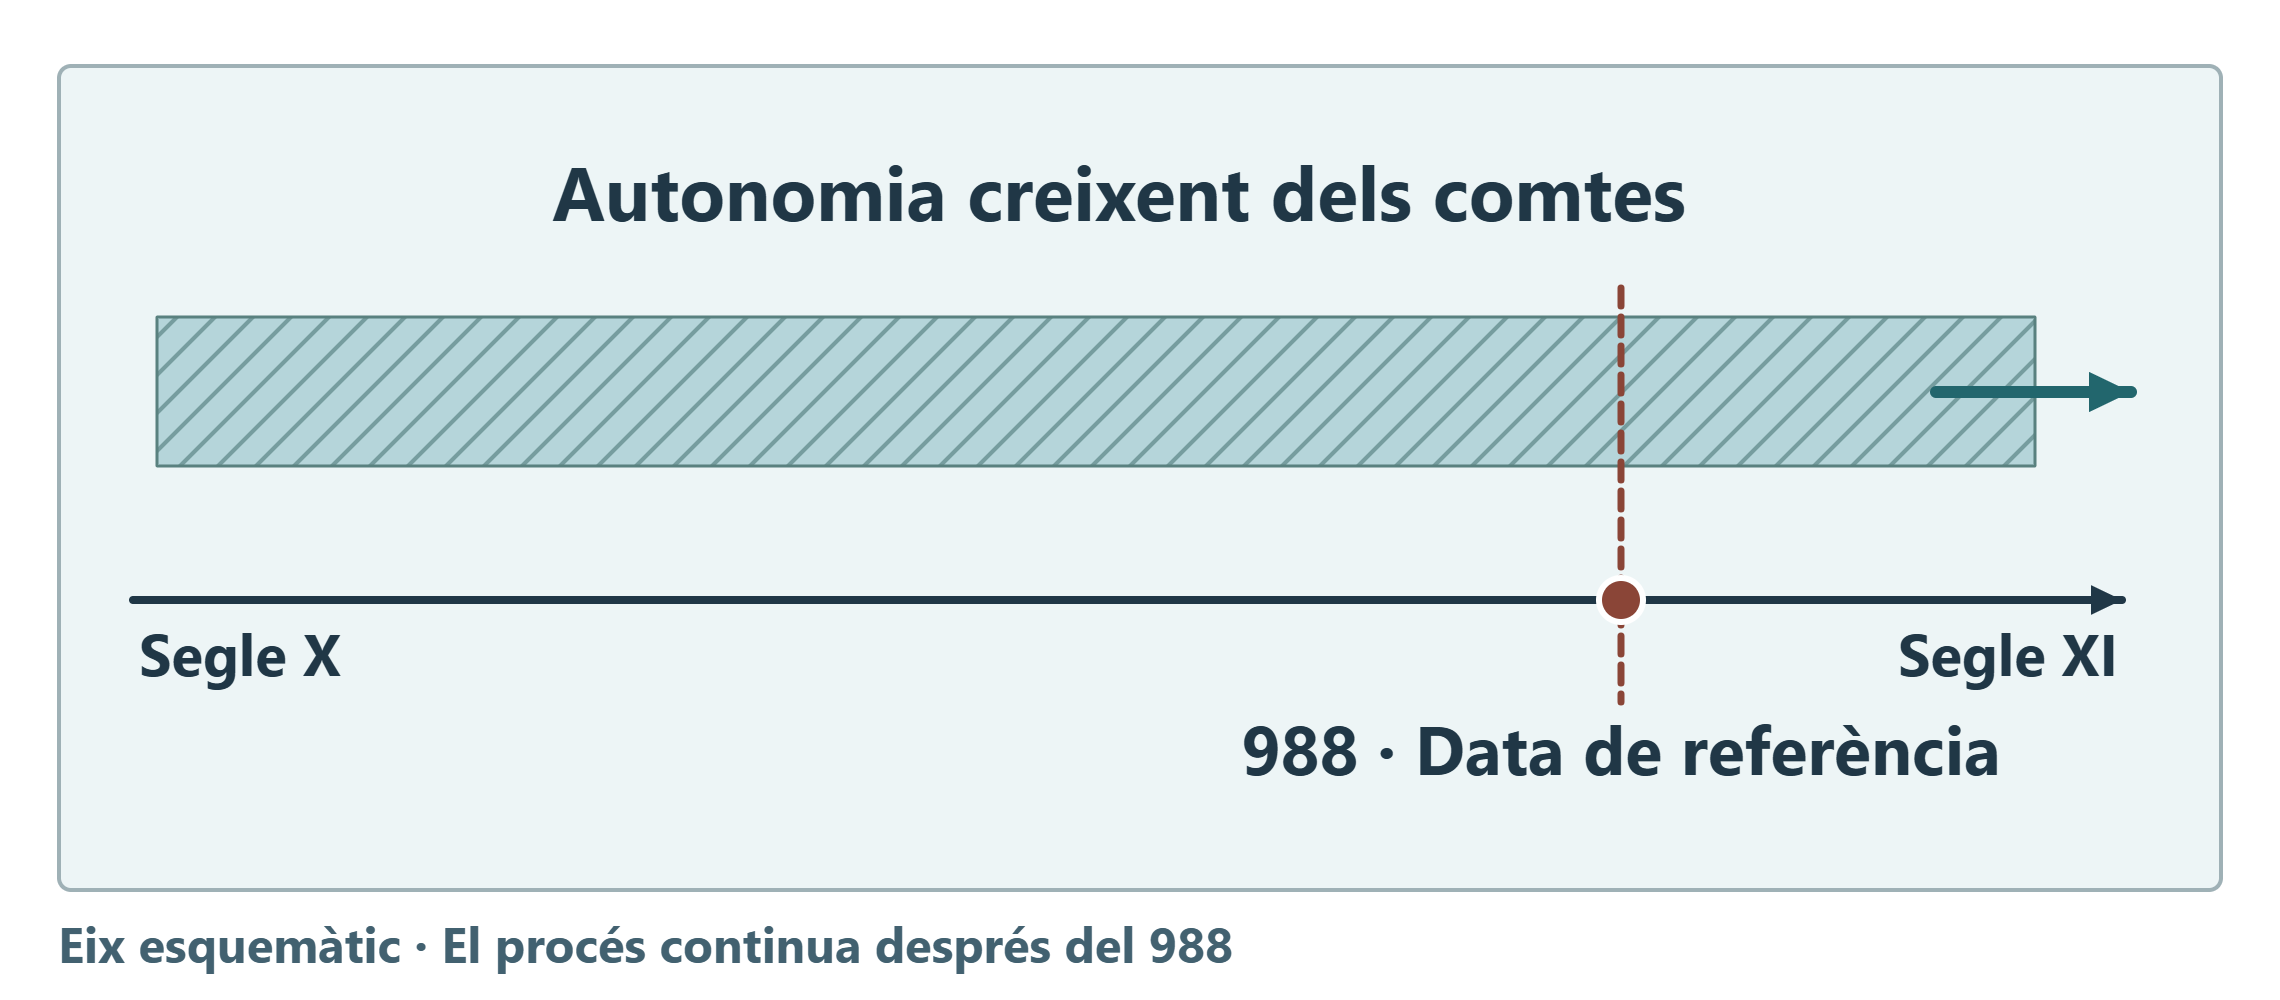 Autonomia creixent dels comtes
Segle X
Segle XI
988 · Data de referència
Eix esquemàtic · El procés continua després del 988